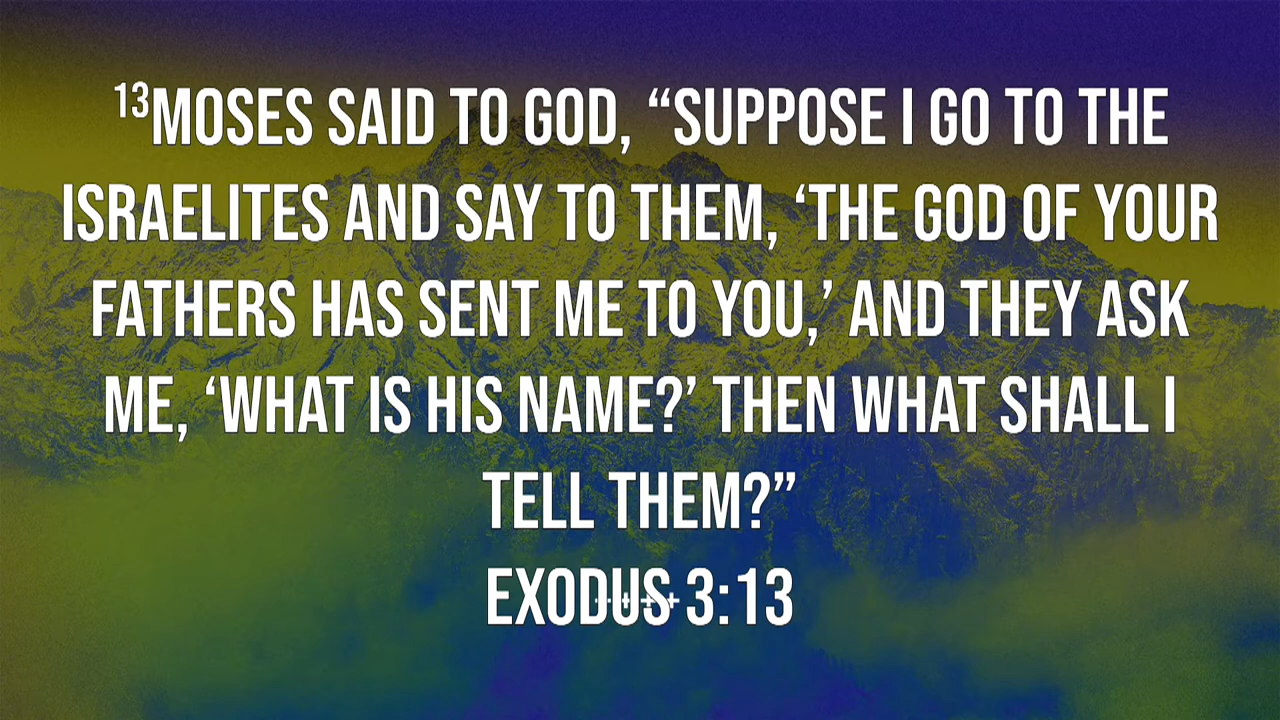 ¹³MOSES SAID TO GOD, “SUPPOSE I GO TO THE
ISRAELITES AND SAY TO THEM, ‘THE GOD OF YOUR
FATHERS HAS SENT ME TO YOU,’ AND THEY ASK
ME, ‘WHAT IS HIS NAME?’ THEN WHAT SHALL I
TELL THEM?”
EXODUS 3:13